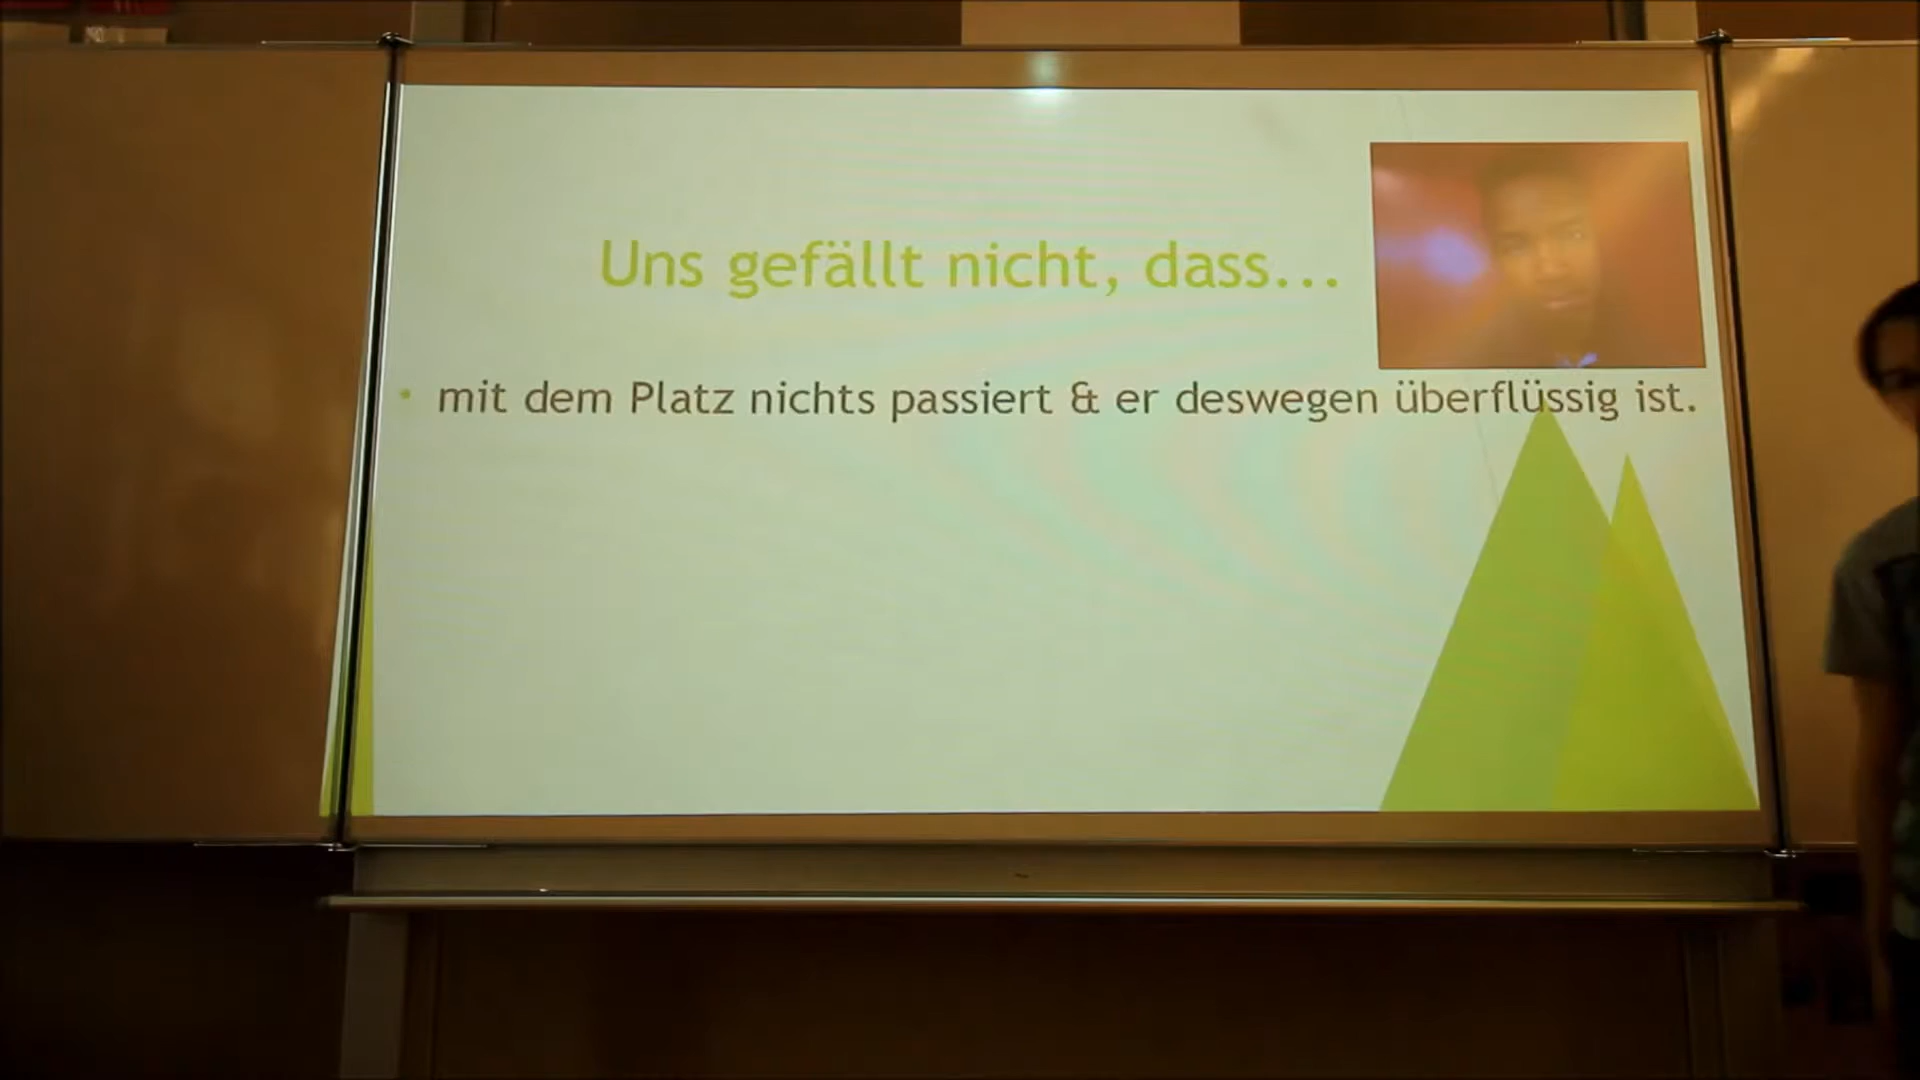 Uns gefällt nicht, dass...
• mit dem Platz nichts passiert & er deswegen überflüssig ist.